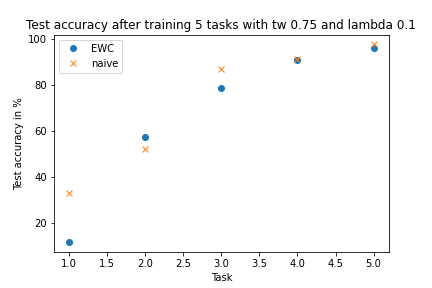 Test accuracy after training 5 tasks with tw 0.75 and lambda 0.1
EWC
naive
Test accuracy in %
100
80
60
40
20
1.0 1.5 2.0 2.5 3.0 3.5 4.0 4.5 5.0
Task